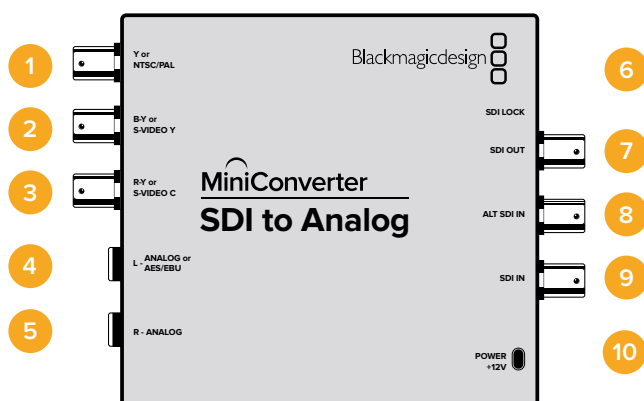 1
Y or
NTSC/PAL
Blackmagicdesign
6
2
B-Y or
S-VIDEO Y
SDI LOCK
SDI OUT
7
3
R-Y or
S-VIDEO C
MiniConverter
SDI to Analog
ALT SDI IN
8
4
L - ANALOG or
AES/EBU
SDI IN
9
5
R - ANALOG
POWER
+12V
10